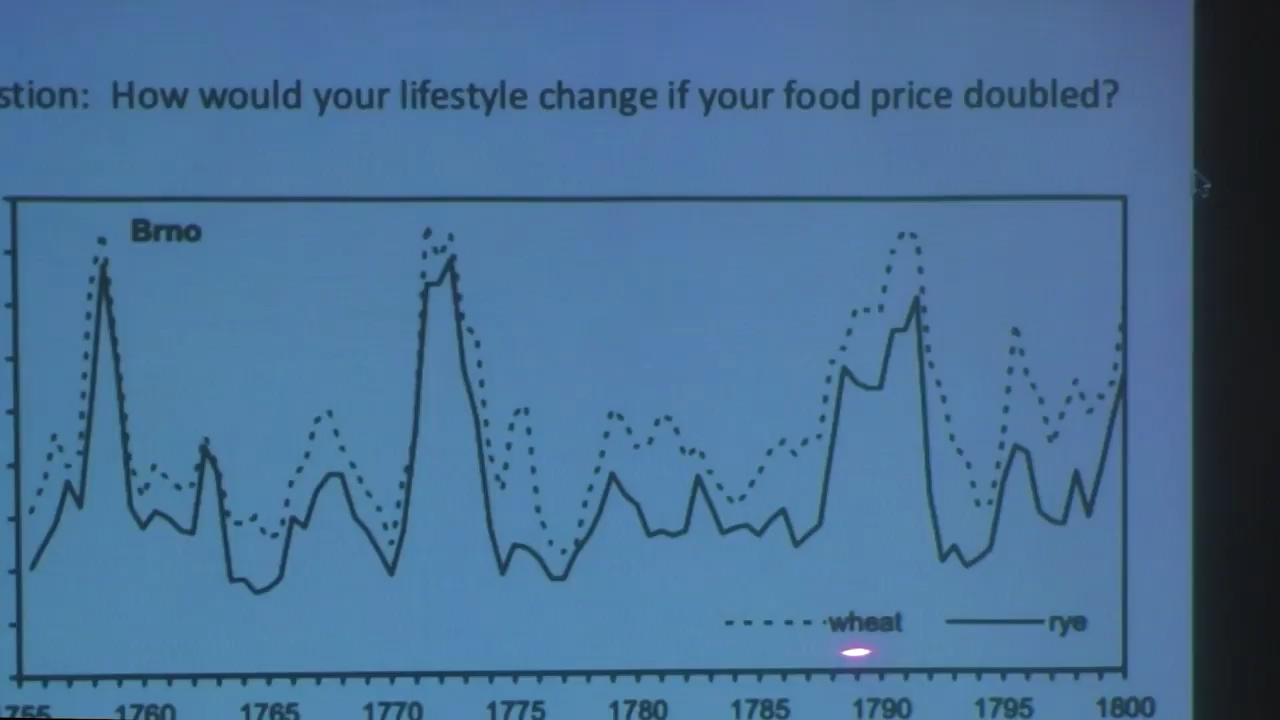 stion: How would your lifestyle change if your food price doubled?
Brno
wheat
rye
1755 1760 1765 1770 1775 1780 1785 1790 1795 1800